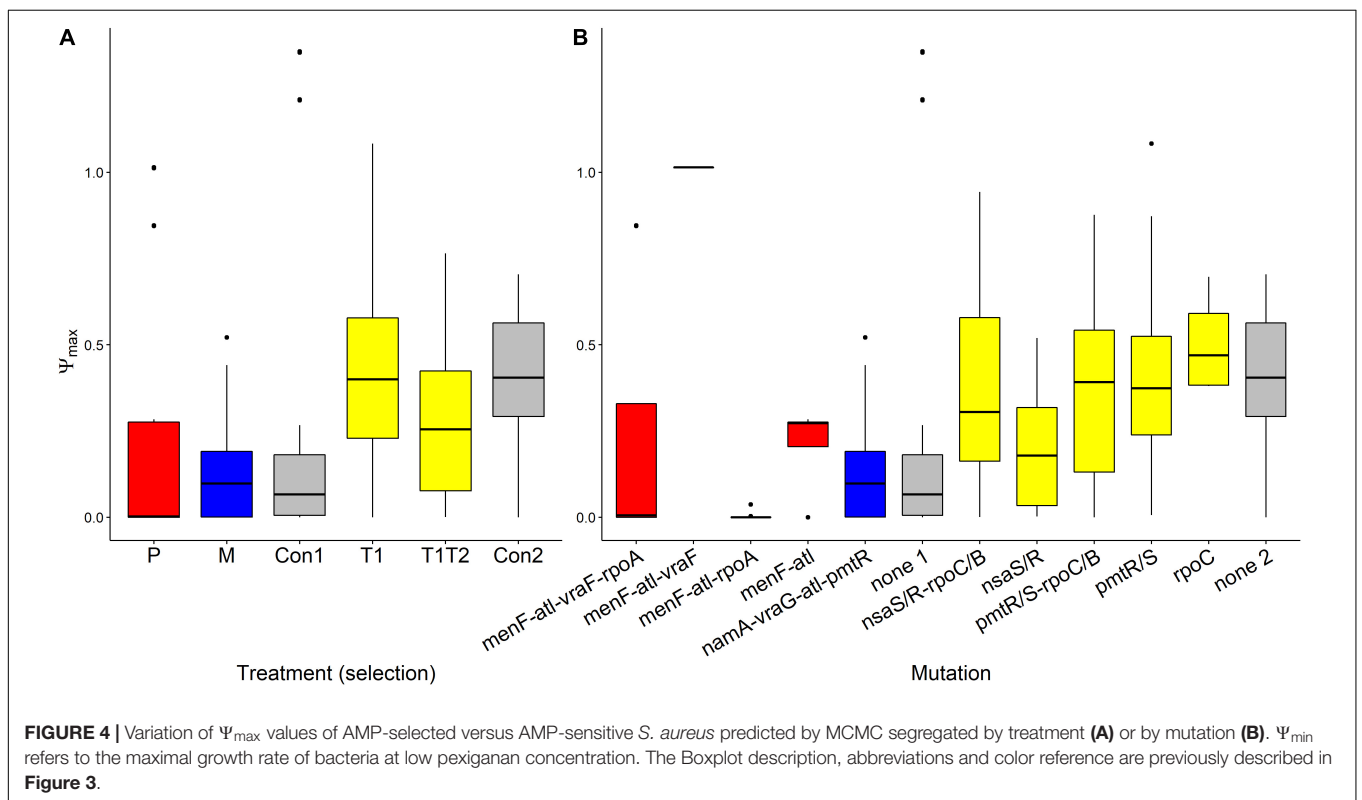 A
B
1.0
0.5
0.0
Ψmax
P M Con1 T1 T1T2 Con2
Treatment (selection)
1.0
0.5
0.0
menF-atl-vraF-rpoA
menF-atl-vraF
menF-atl-rpoA
menF-atl
namA-vraG-atl-pmtR
none 1
nsaS/R-rpoC/B
nsaS/R
pmtR/S-rpoC/B
pmtR/S
rpoC
none 2
Mutation
FIGURE 4 | Variation of Ψmax values of AMP-selected versus AMP-sensitive S. aureus predicted by MCMC segregated by treatment (A) or by mutation (B). Ψmin
refers to the maximal growth rate of bacteria at low pexiganan concentration. The Boxplot description, abbreviations and color reference are previously described in
Figure 3.